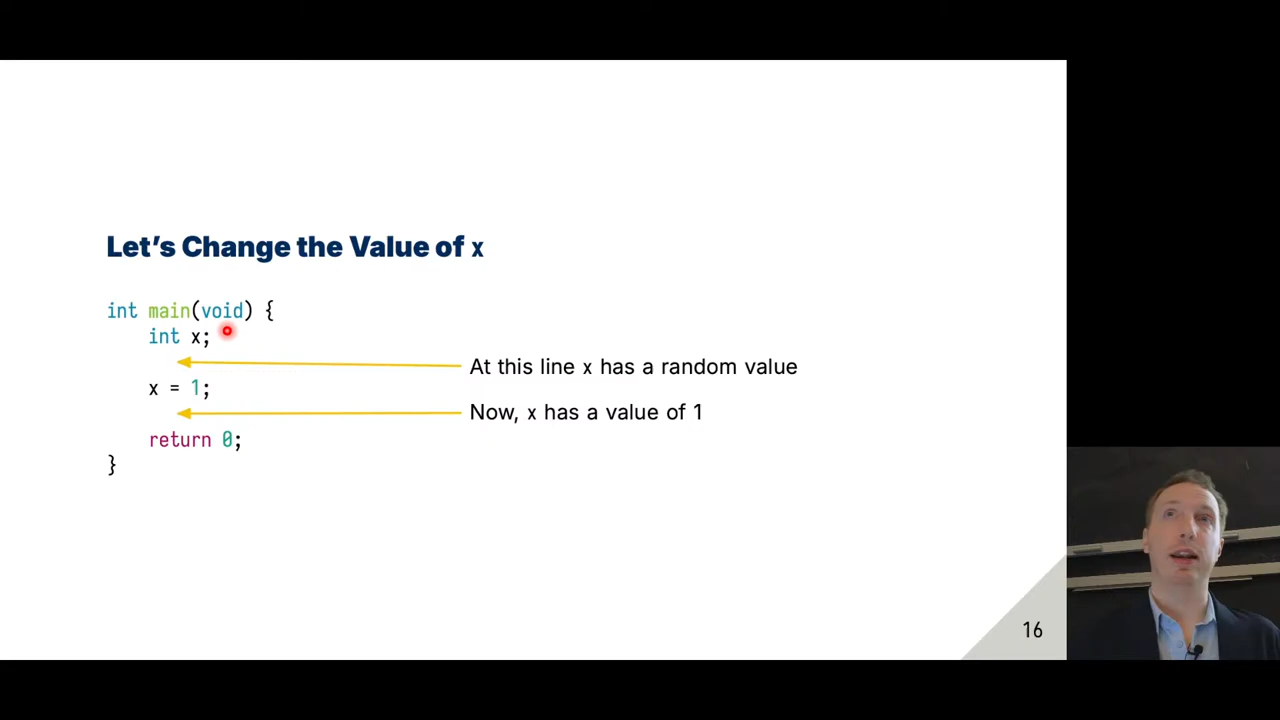 Let's Change the Value of x
int main(void) {
int x;
At this line x has a random value
x = 1;
Now, x has a value of 1
return 0;
}
16